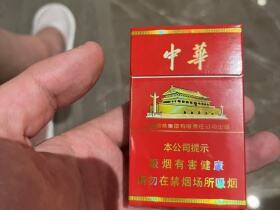 中華
本公司提示
吸烟有害健康
请勿在禁烟场所吸烟